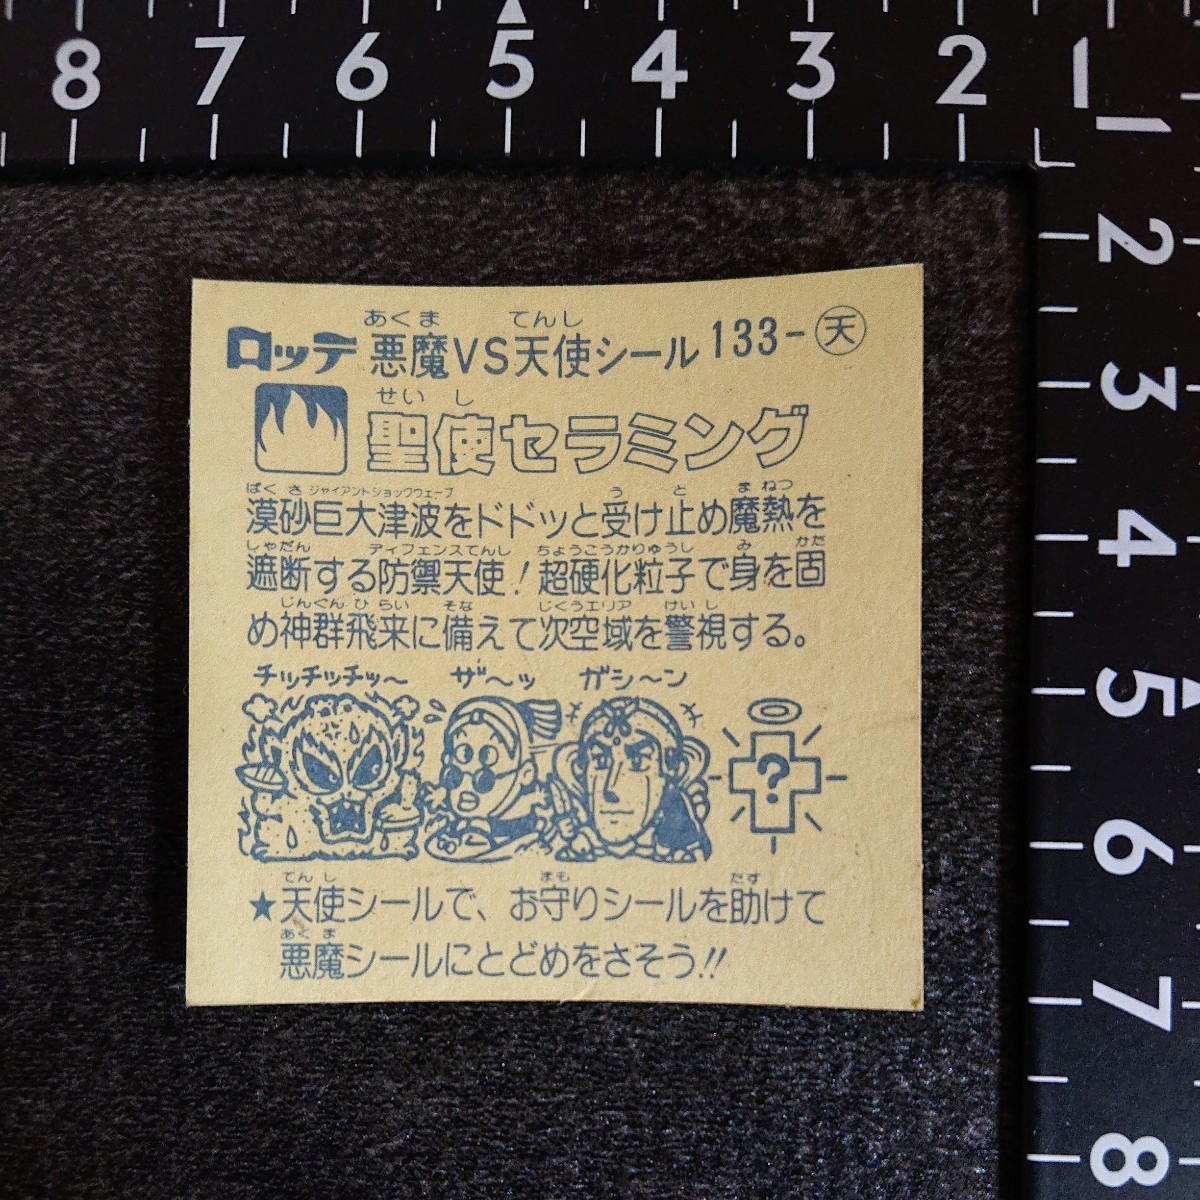 8 7 6 5 4 3 2 1
1
2
3
4
5
6
7
8
あくま てんし
ロッテ 悪魔VS天使シール 133-天
せいし
聖使セラミング
ばくさジャイアントショックウェーブ うと まねつ
漠砂巨大津波をドドッと受け止め魔熱を
しゃだん ディフェンスてんし ちょうこうかりゅうし み かた
遮断する防禦天使!超硬化粒子で身を固
じんぐんひらい そな じくうエリア けいし
め神群飛来に備えて次空域を警視する。
チッチッチッ〜 ザ〜ッ ガシ〜ン
?
てんし まも たす
★天使シールで、お守りシールを助けて
あくま
悪魔シールにとどめをさそう!!